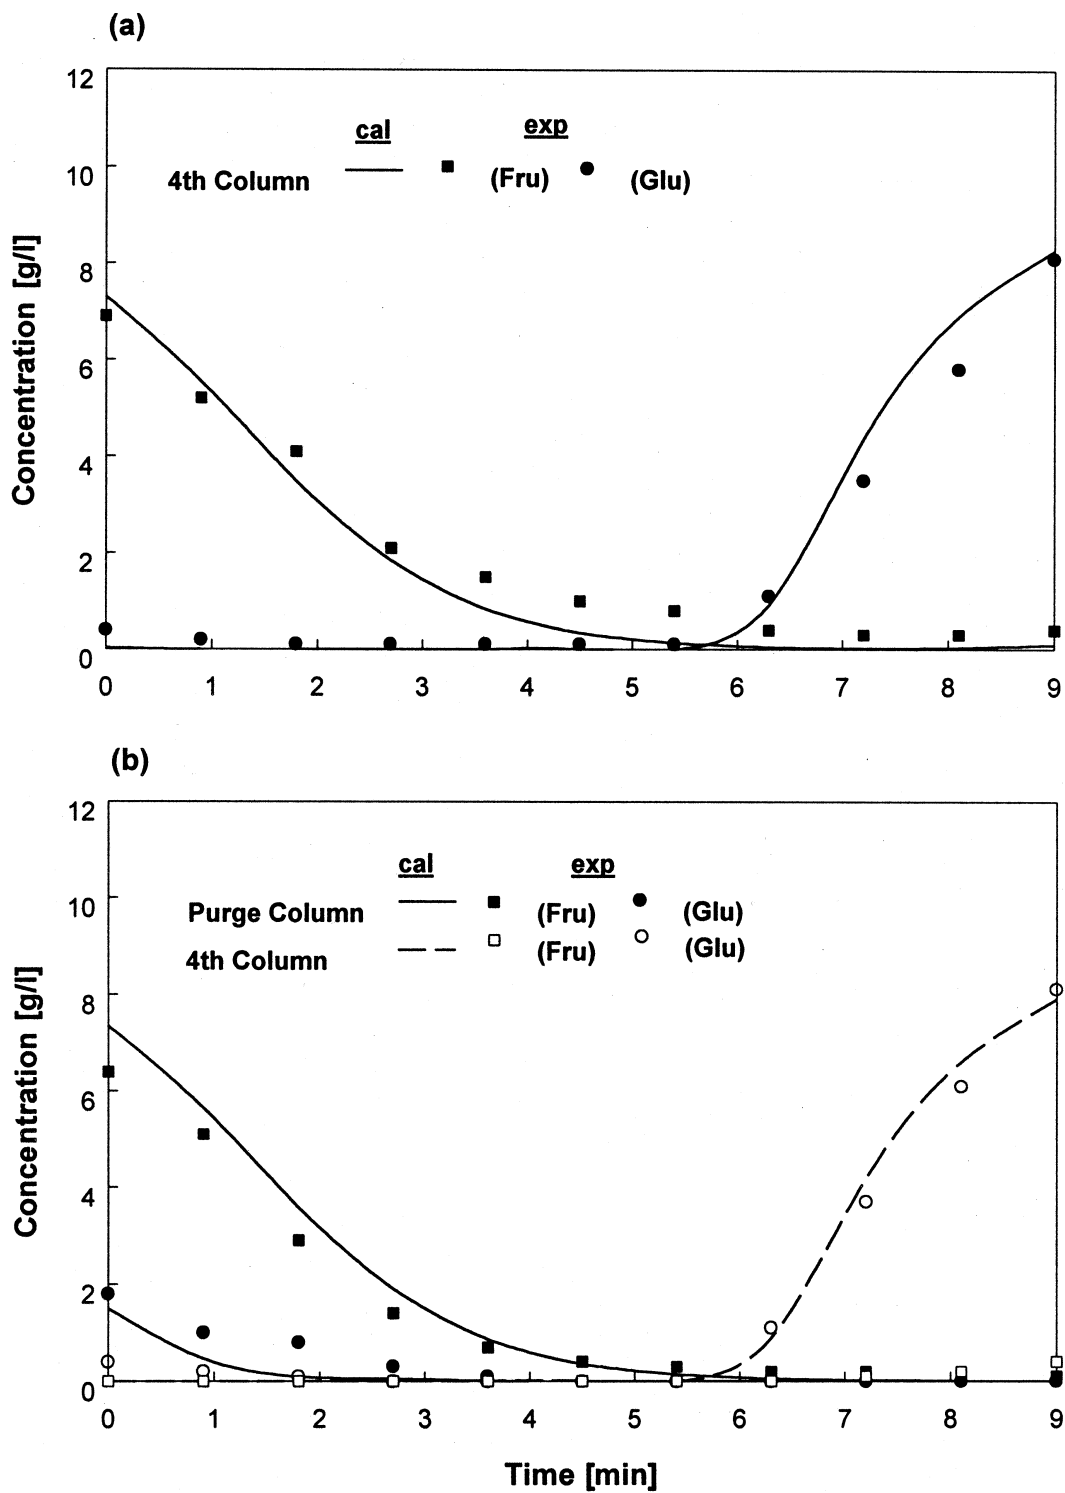 (a)
12
10
8
6
4
2
0
Concentration [g/l]
cal exp
4th Column (Fru) (Glu)
0 1 2 3 4 5 6 7 8 9
(b)
12
10
8
6
4
2
0
Concentration [g/l]
cal exp
Purge Column (Fru) (Glu)
4th Column (Fru) (Glu)
0 1 2 3 4 5 6 7 8 9
Time [min]